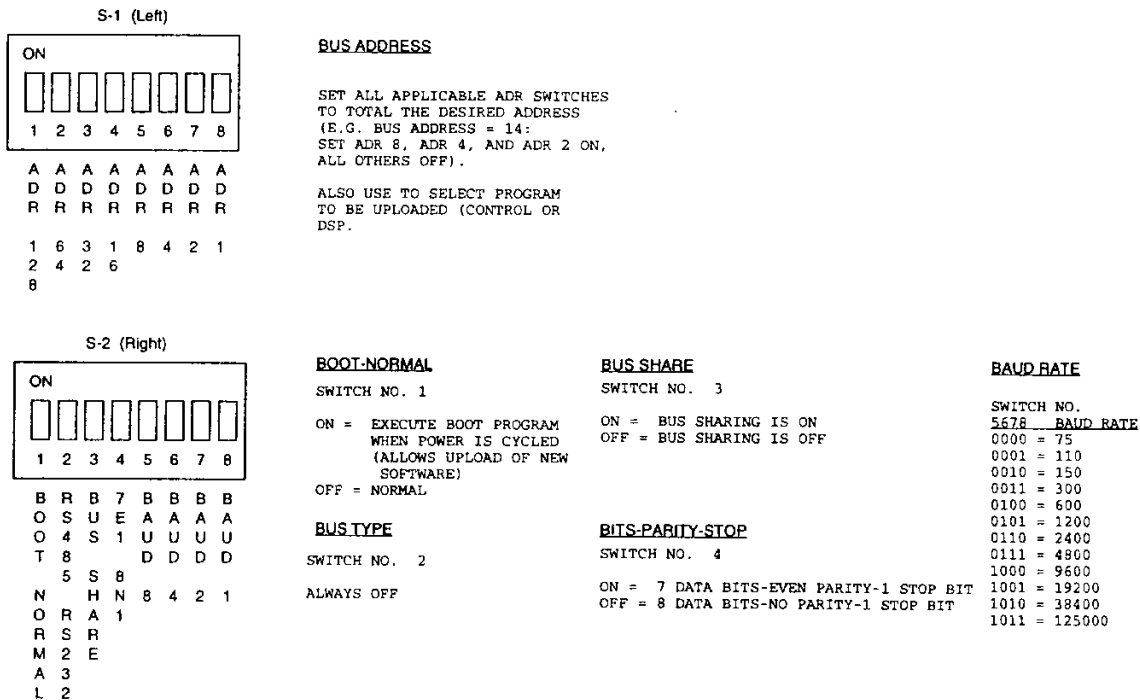 S-1 (Left)
ON
1 2 3 4 5 6 7 8
A A A A A A A A
D D D D D D D D
R R R R R R R R
1 6 3 1 8 4 2 1
2 4 2 6
8
BUS ADDRESS
SET ALL APPLICABLE ADR SWITCHES
TO TOTAL THE DESIRED ADDRESS
(E.G. BUS ADDRESS = 14:
SET ADR 8, ADR 4, AND ADR 2 ON,
ALL OTHERS OFF).
ALSO USE TO SELECT PROGRAM
TO BE UPLOADED (CONTROL OR
DSP.
S-2 (Right)
ON
1 2 3 4 5 6 7 8
B R B 7 B B B B
O S U E A A A A
O 4 S 1 U U U U
T 8 D D D D
5 S 8
N H N 8 4 2 1
O R A 1
R S R
M 2 E
A 3
L 2
BOOT-NORMAL
SWITCH NO. 1
ON = EXECUTE BOOT PROGRAM
WHEN POWER IS CYCLED
(ALLOWS UPLOAD OF NEW
SOFTWARE)
OFF = NORMAL
BUS TYPE
SWITCH NO. 2
ALWAYS OFF
BUS SHARE
SWITCH NO. 3
ON = BUS SHARING IS ON
OFF = BUS SHARING IS OFF
BITS-PARITY-STOP
SWITCH NO. 4
ON = 7 DATA BITS-EVEN PARITY-1 STOP BIT
OFF = 8 DATA BITS-NO PARITY-1 STOP BIT
BAUD RATE
SWITCH NO.
5678 BAUD RATE
0000 = 75
0001 = 110
0010 = 150
0011 = 300
0100 = 600
0101 = 1200
0110 = 2400
0111 = 4800
1000 = 9600
1001 = 19200
1010 = 38400
1011 = 125000